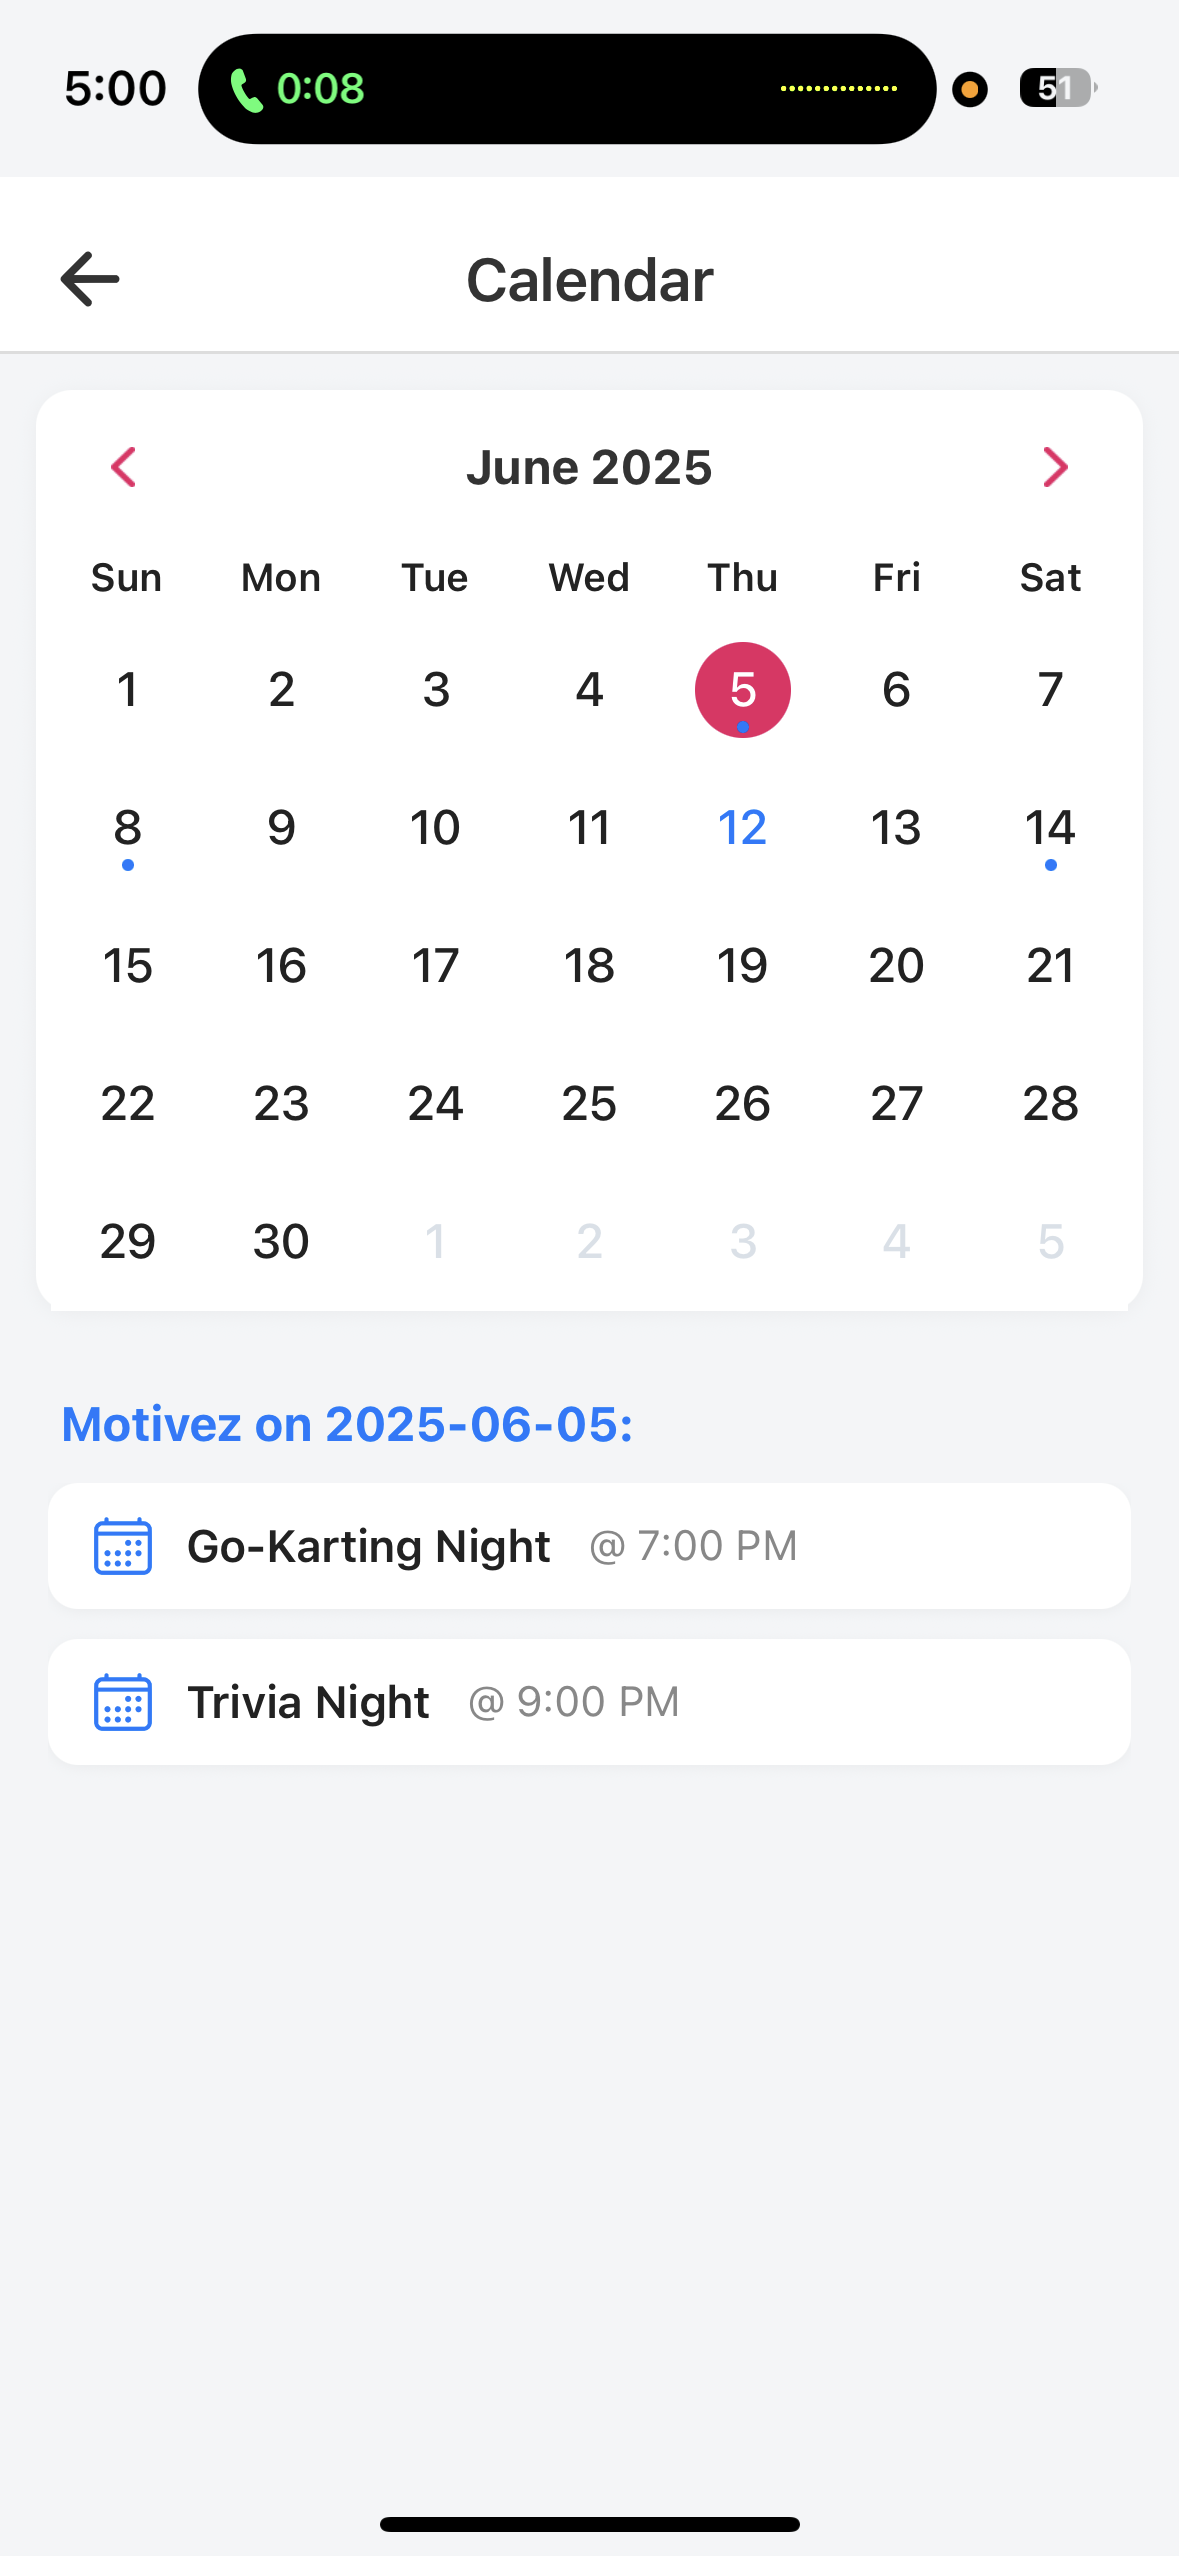 5:00 0:08 51
Calendar
June 2025
Sun Mon Tue Wed Thu Fri Sat
1 2 3 4 5 6 7
8 9 10 11 12 13 14
15 16 17 18 19 20 21
22 23 24 25 26 27 28
29 30 1 2 3 4 5
Motivez on 2025-06-05:
Go-Karting Night @ 7:00 PM
Trivia Night @ 9:00 PM